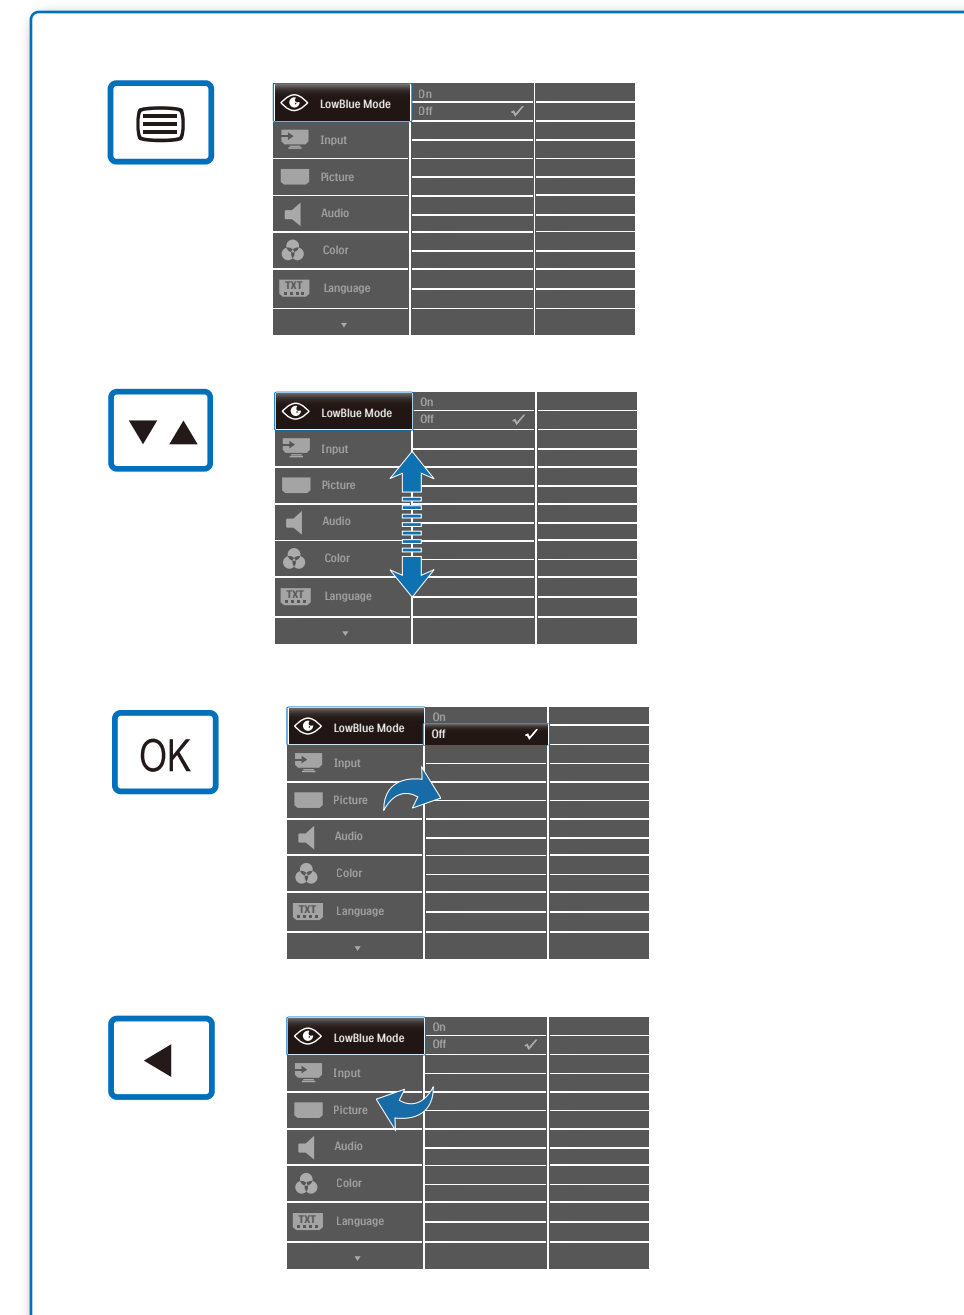 On
LowBlue Mode
Off
Input
Picture
Audio
Color
TXT
Language
On
LowBlue Mode
Off
Input
Picture
Audio
Color
TXT
Language
OK
On
LowBlue Mode
Off
Input
Picture
Audio
Color
TXT
Language
On
LowBlue Mode
Off
Input
Picture
Audio
Color
TXT
Language